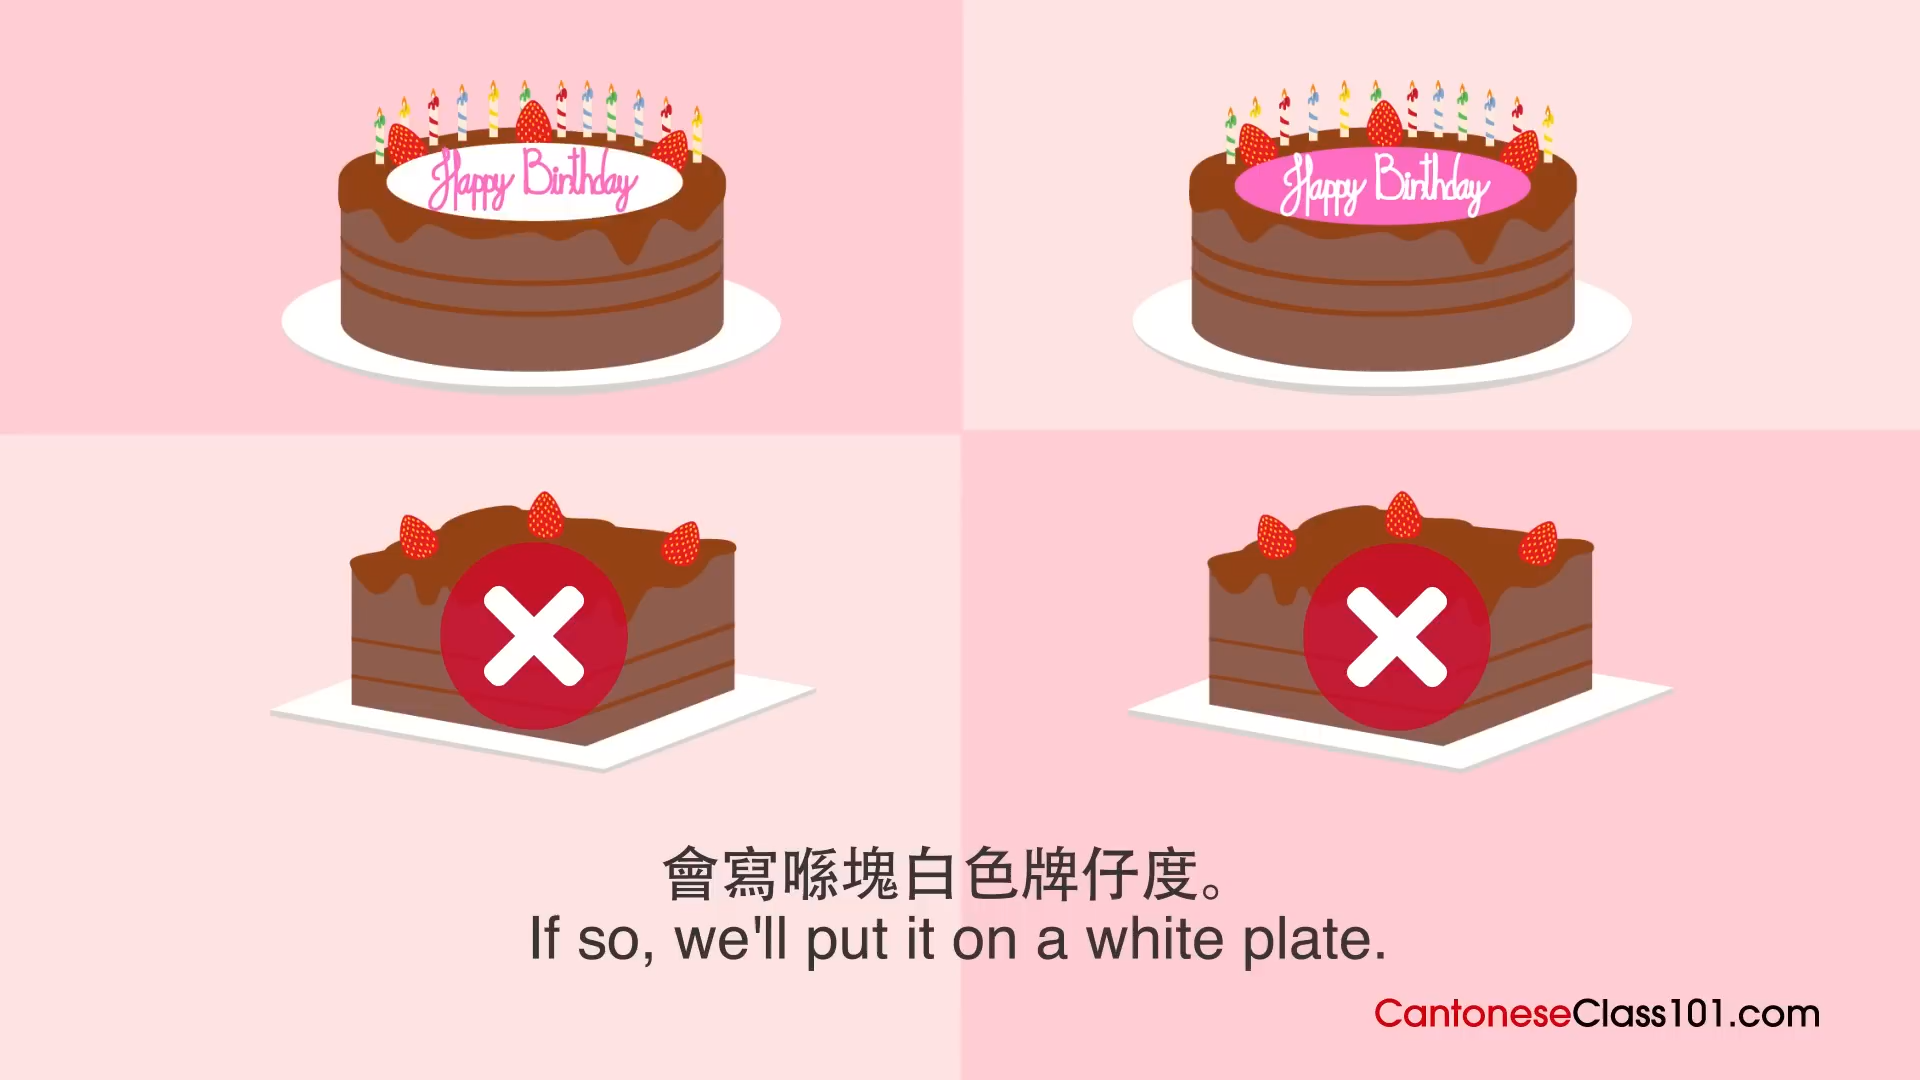 Happy Birthday
Happy Birthday
會寫喺塊白色牌仔度。
If so, we'll put it on a white plate.
CantoneseClass101.com